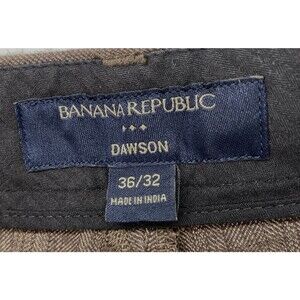 BANANA REPUBLIC
DAWSON
36/32
MADE IN INDIA